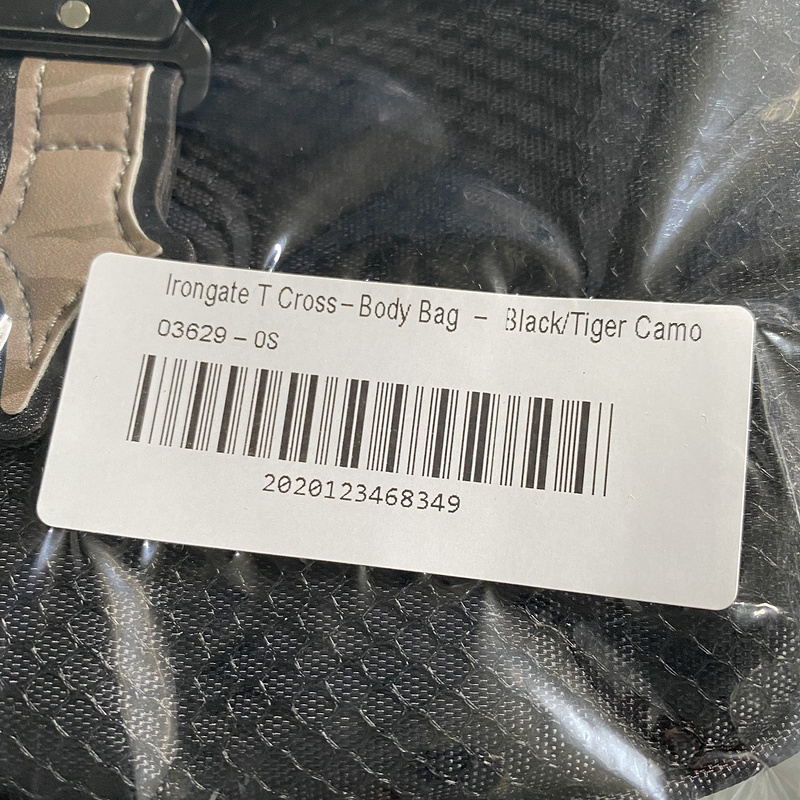 Irongate T Cross-Body Bag - Black/Tiger Camo
03629 - 0S
2020123468349